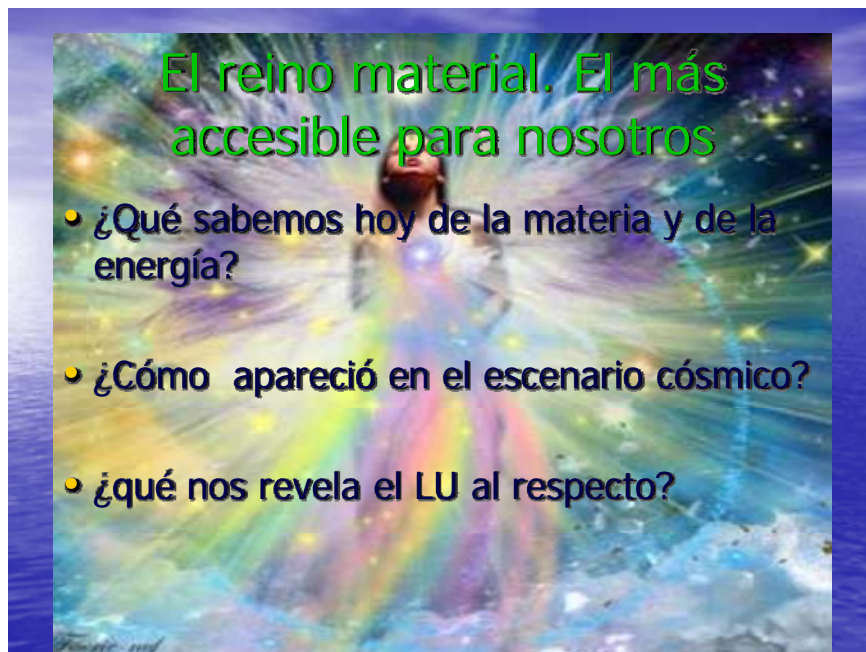 El reino material. El más
accesible para nosotros
• ¿Qué sabemos hoy de la materia y de la
energía?
• ¿Cómo apareció en el escenario cósmico?
• ¿qué nos revela el LU al respecto?